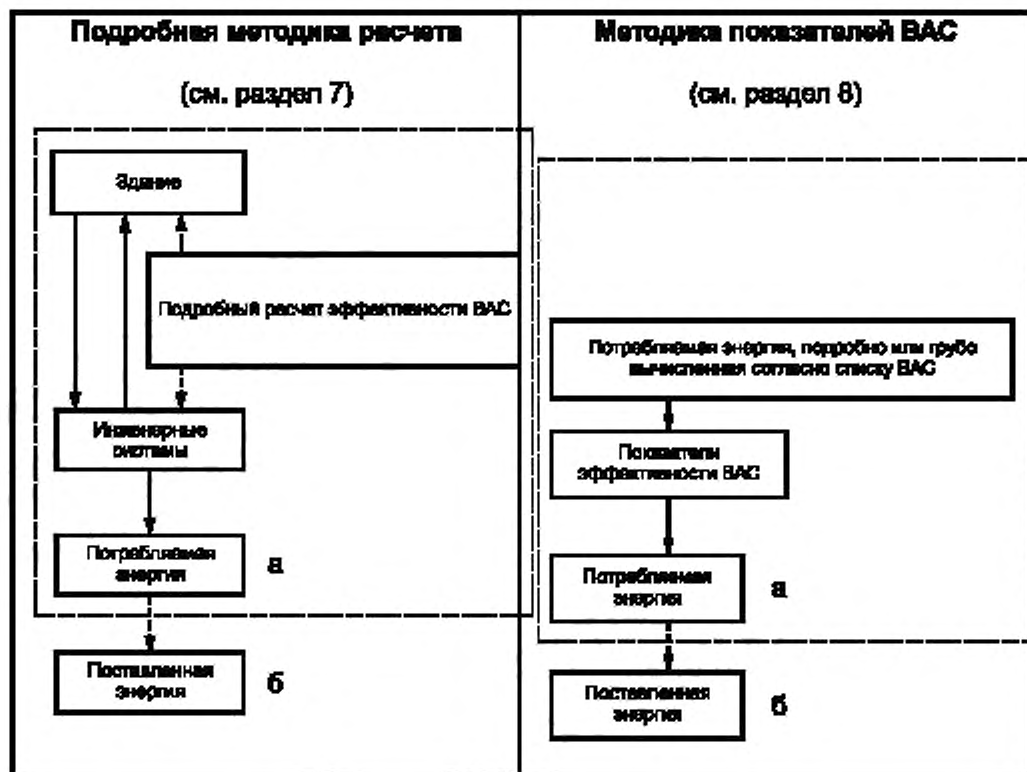 Подробная методика расчета
(см. раздел 7)
Здание
Подробный расчет эффективности BAC
Инженерные
системы
Потребляемая
энергия
а
Поставленная
энергия
б
Методика показателей BAC
(см. раздел 8)
Потребляемая энергия, подробно или грубо
вычисленная согласно списку BAC
Показатели
эффективности BAC
Потребляемая
энергия
а
Поставленная
энергия
б